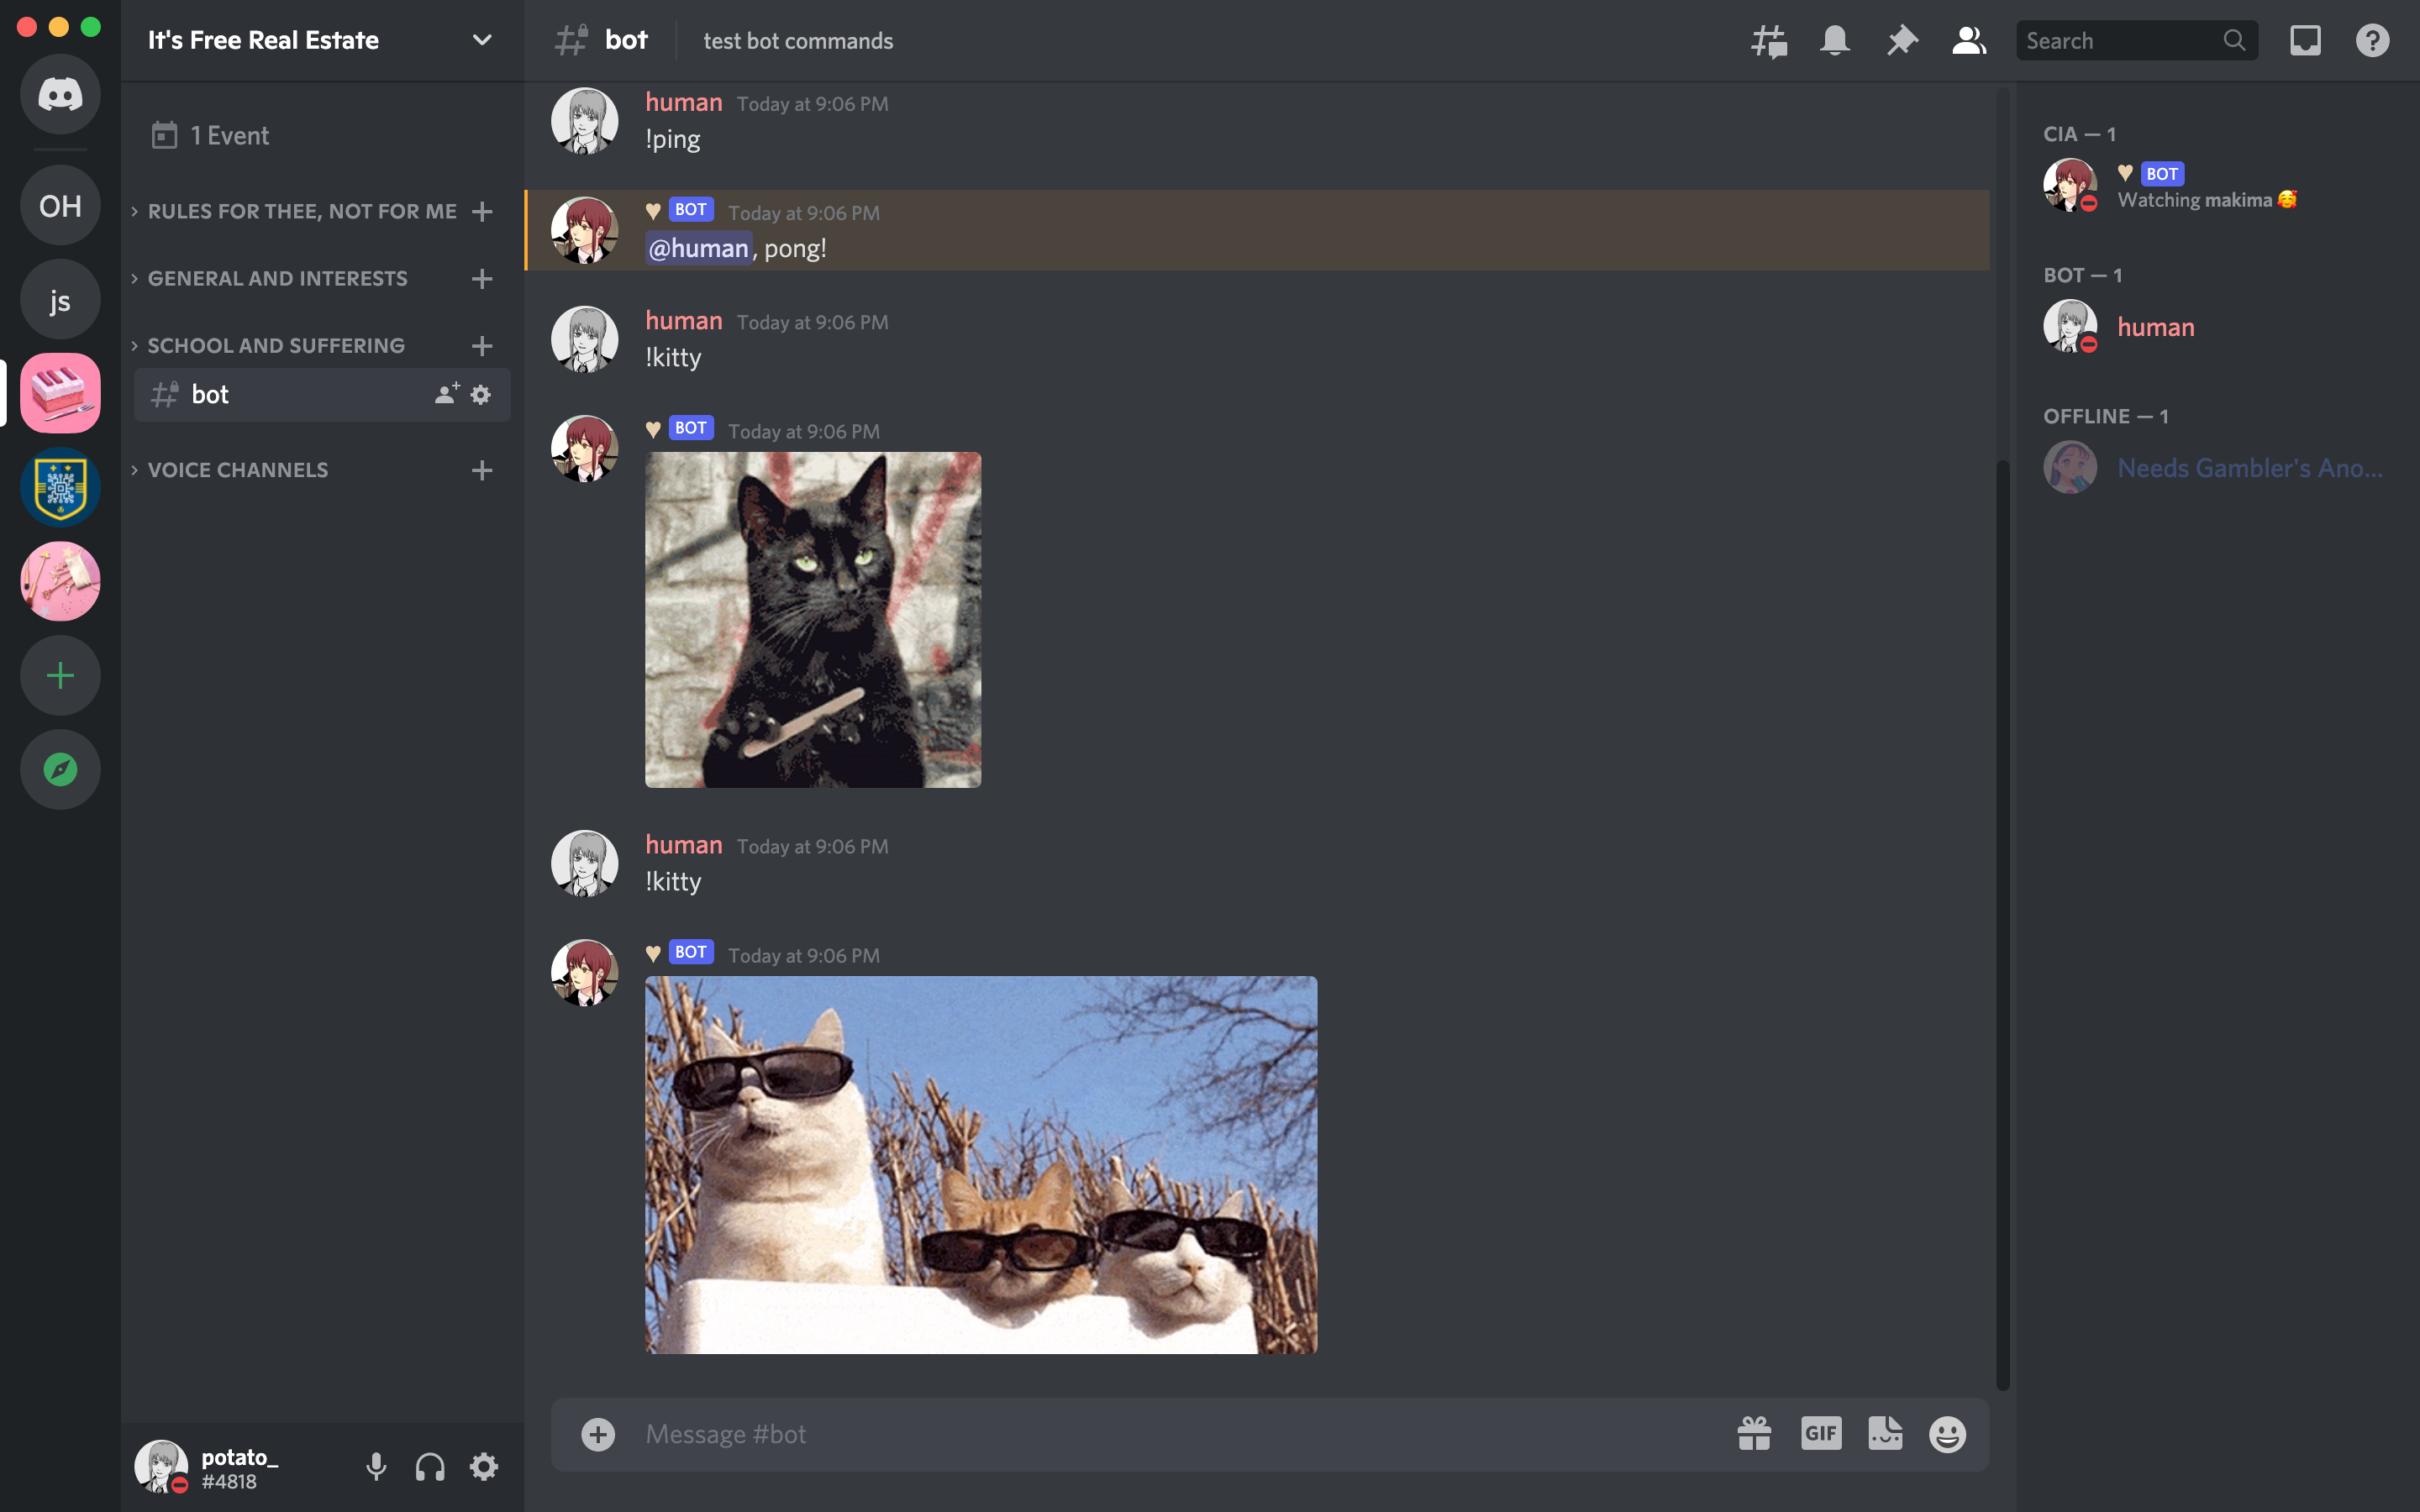 It's Free Real Estate
bot
test bot commands
Search
OH
js
1 Event
RULES FOR THEE, NOT FOR ME
GENERAL AND INTERESTS
SCHOOL AND SUFFERING
bot
VOICE CHANNELS
potato_
#4818
human Today at 9:06 PM
!ping
BOT Today at 9:06 PM
@human, pong!
human Today at 9:06 PM
!kitty
BOT Today at 9:06 PM
human Today at 9:06 PM
!kitty
BOT Today at 9:06 PM
Message #bot
GIF
CIA — 1
BOT
Watching makima 🥰
BOT — 1
human
OFFLINE — 1
Needs Gambler's Ano...